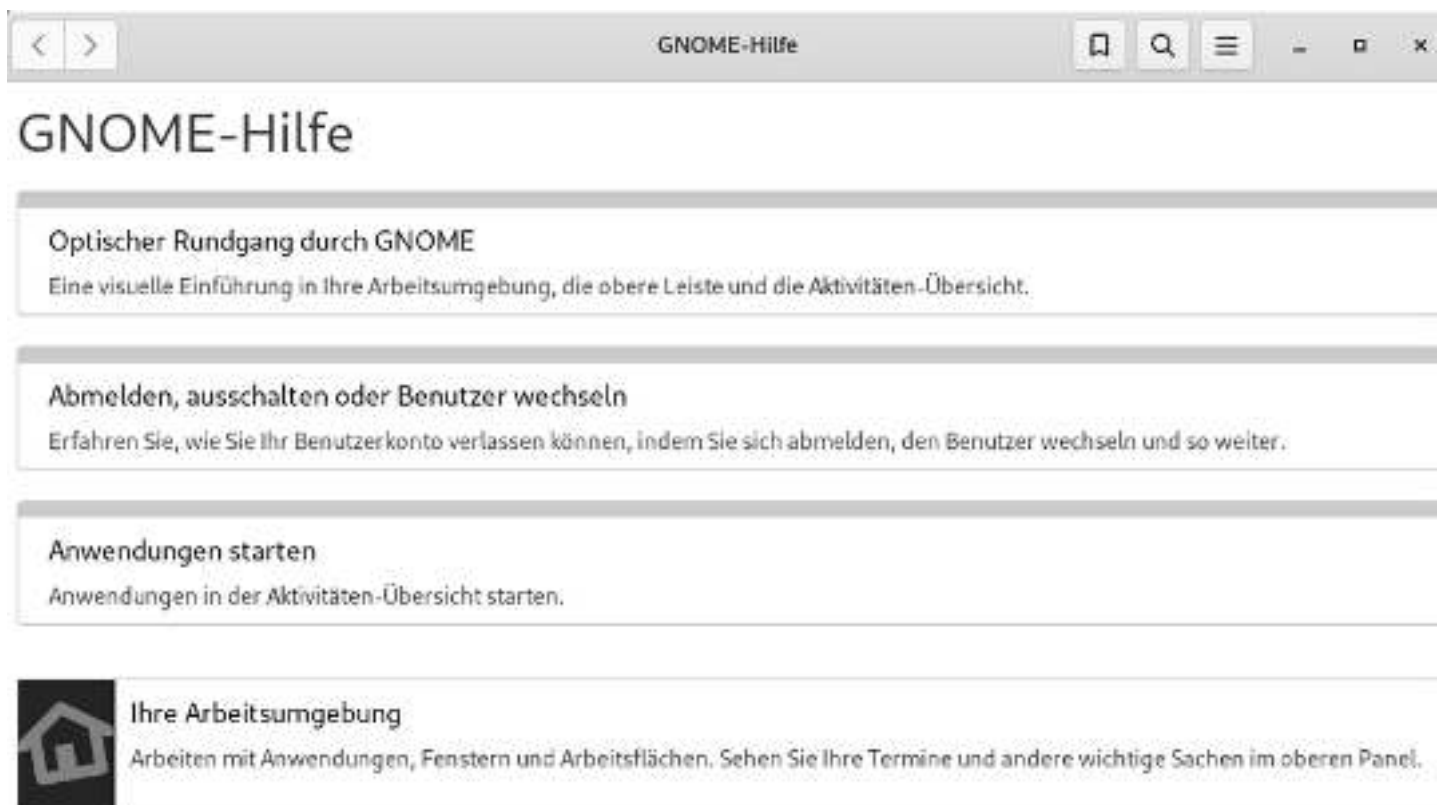 GNOME-Hilfe
GNOME-Hilfe
Optischer Rundgang durch GNOME
Eine visuelle Einführung in Ihre Arbeitsumgebung, die obere Leiste und die Aktivitäten-Übersicht.
Abmelden, ausschalten oder Benutzer wechseln
Erfahren Sie, wie Sie Ihr Benutzerkonto verlassen können, indem Sie sich abmelden, den Benutzer wechseln und so weiter.
Anwendungen starten
Anwendungen in der Aktivitäten-Übersicht starten.
Ihre Arbeitsumgebung
Arbeiten mit Anwendungen, Fenstern und Arbeitsflächen. Sehen Sie Ihre Termine und andere wichtige Sachen im oberen Panel.